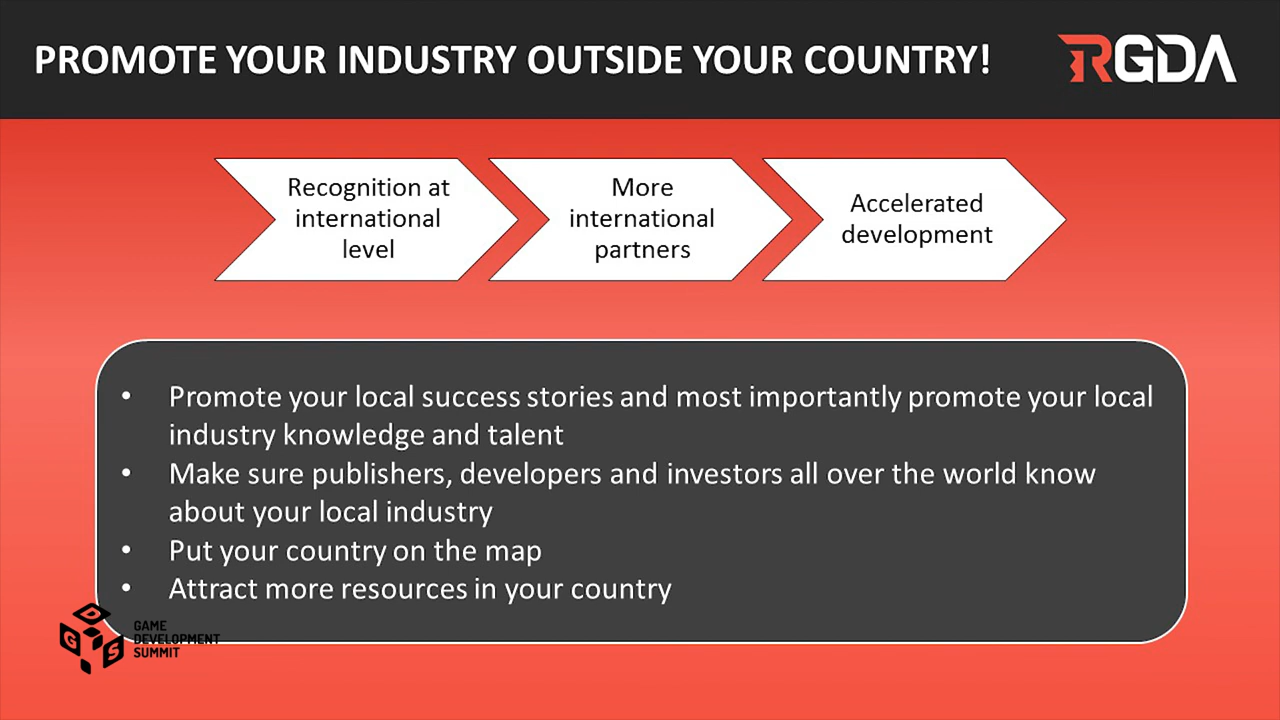 PROMOTE YOUR INDUSTRY OUTSIDE YOUR COUNTRY!
RGDA
Recognition at
international
level
More
international
partners
Accelerated
development
• Promote your local success stories and most importantly promote your local
industry knowledge and talent
• Make sure publishers, developers and investors all over the world know
about your local industry
• Put your country on the map
• Attract more resources in your country
D
G S
GAME
DEVELOPMENT
SUMMIT